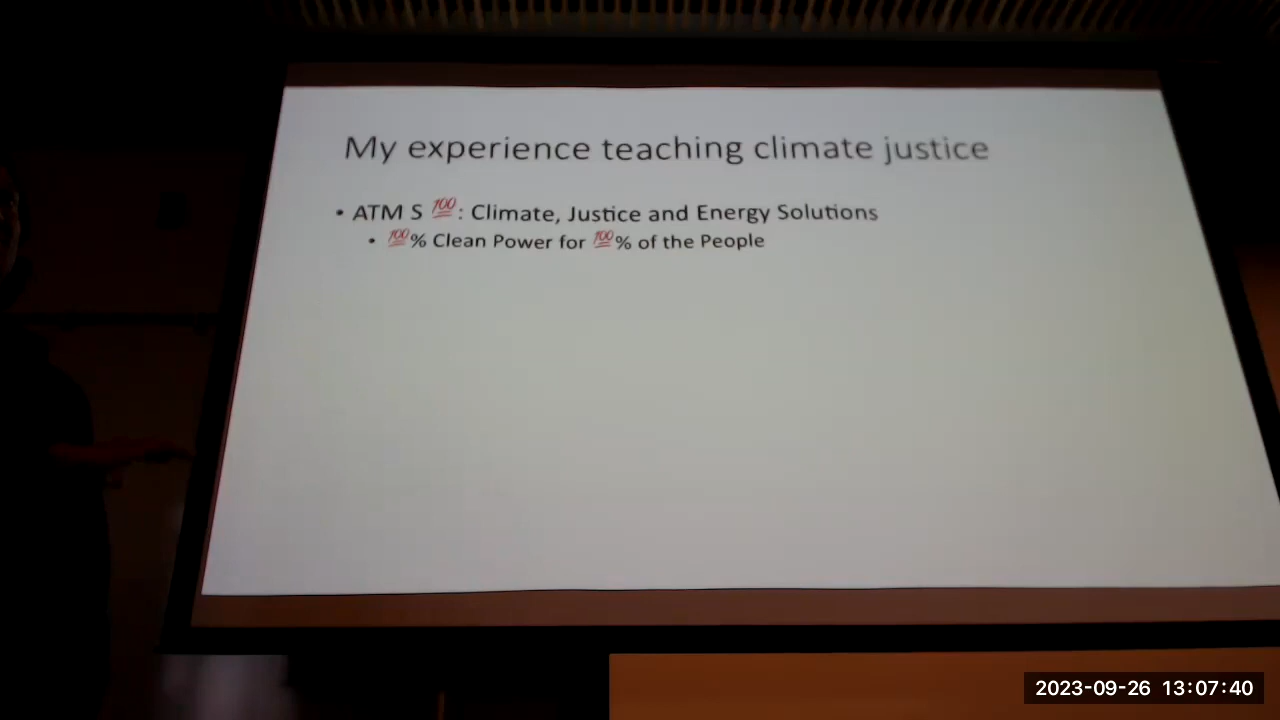 My experience teaching climate justice
• ATM S 💯: Climate, Justice and Energy Solutions
• 💯% Clean Power for 💯% of the People
2023-09-26 13:07:40